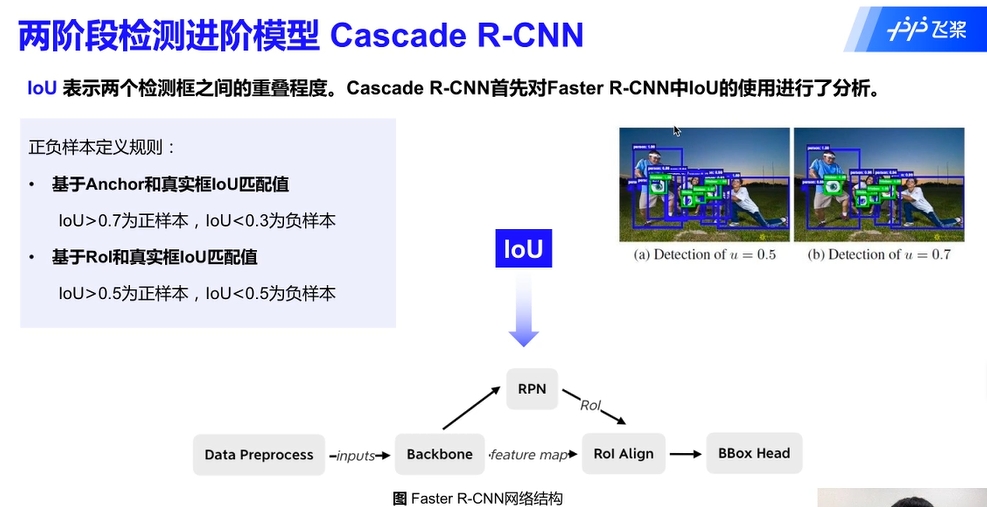 两阶段检测进阶模型 Cascade R-CNN
飞桨
IoU 表示两个检测框之间的重叠程度。Cascade R-CNN首先对Faster R-CNN中IoU的使用进行了分析。
正负样本定义规则：
• 基于Anchor和真实框IoU匹配值
IoU>0.7为正样本，IoU<0.3为负样本
• 基于RoI和真实框IoU匹配值
IoU>0.5为正样本，IoU<0.5为负样本
(a) Detection of u = 0.5
(b) Detection of u = 0.7
IoU
RPN
RoI
Data Preprocess
inputs
Backbone
feature map
RoI Align
BBox Head
图 Faster R-CNN网络结构